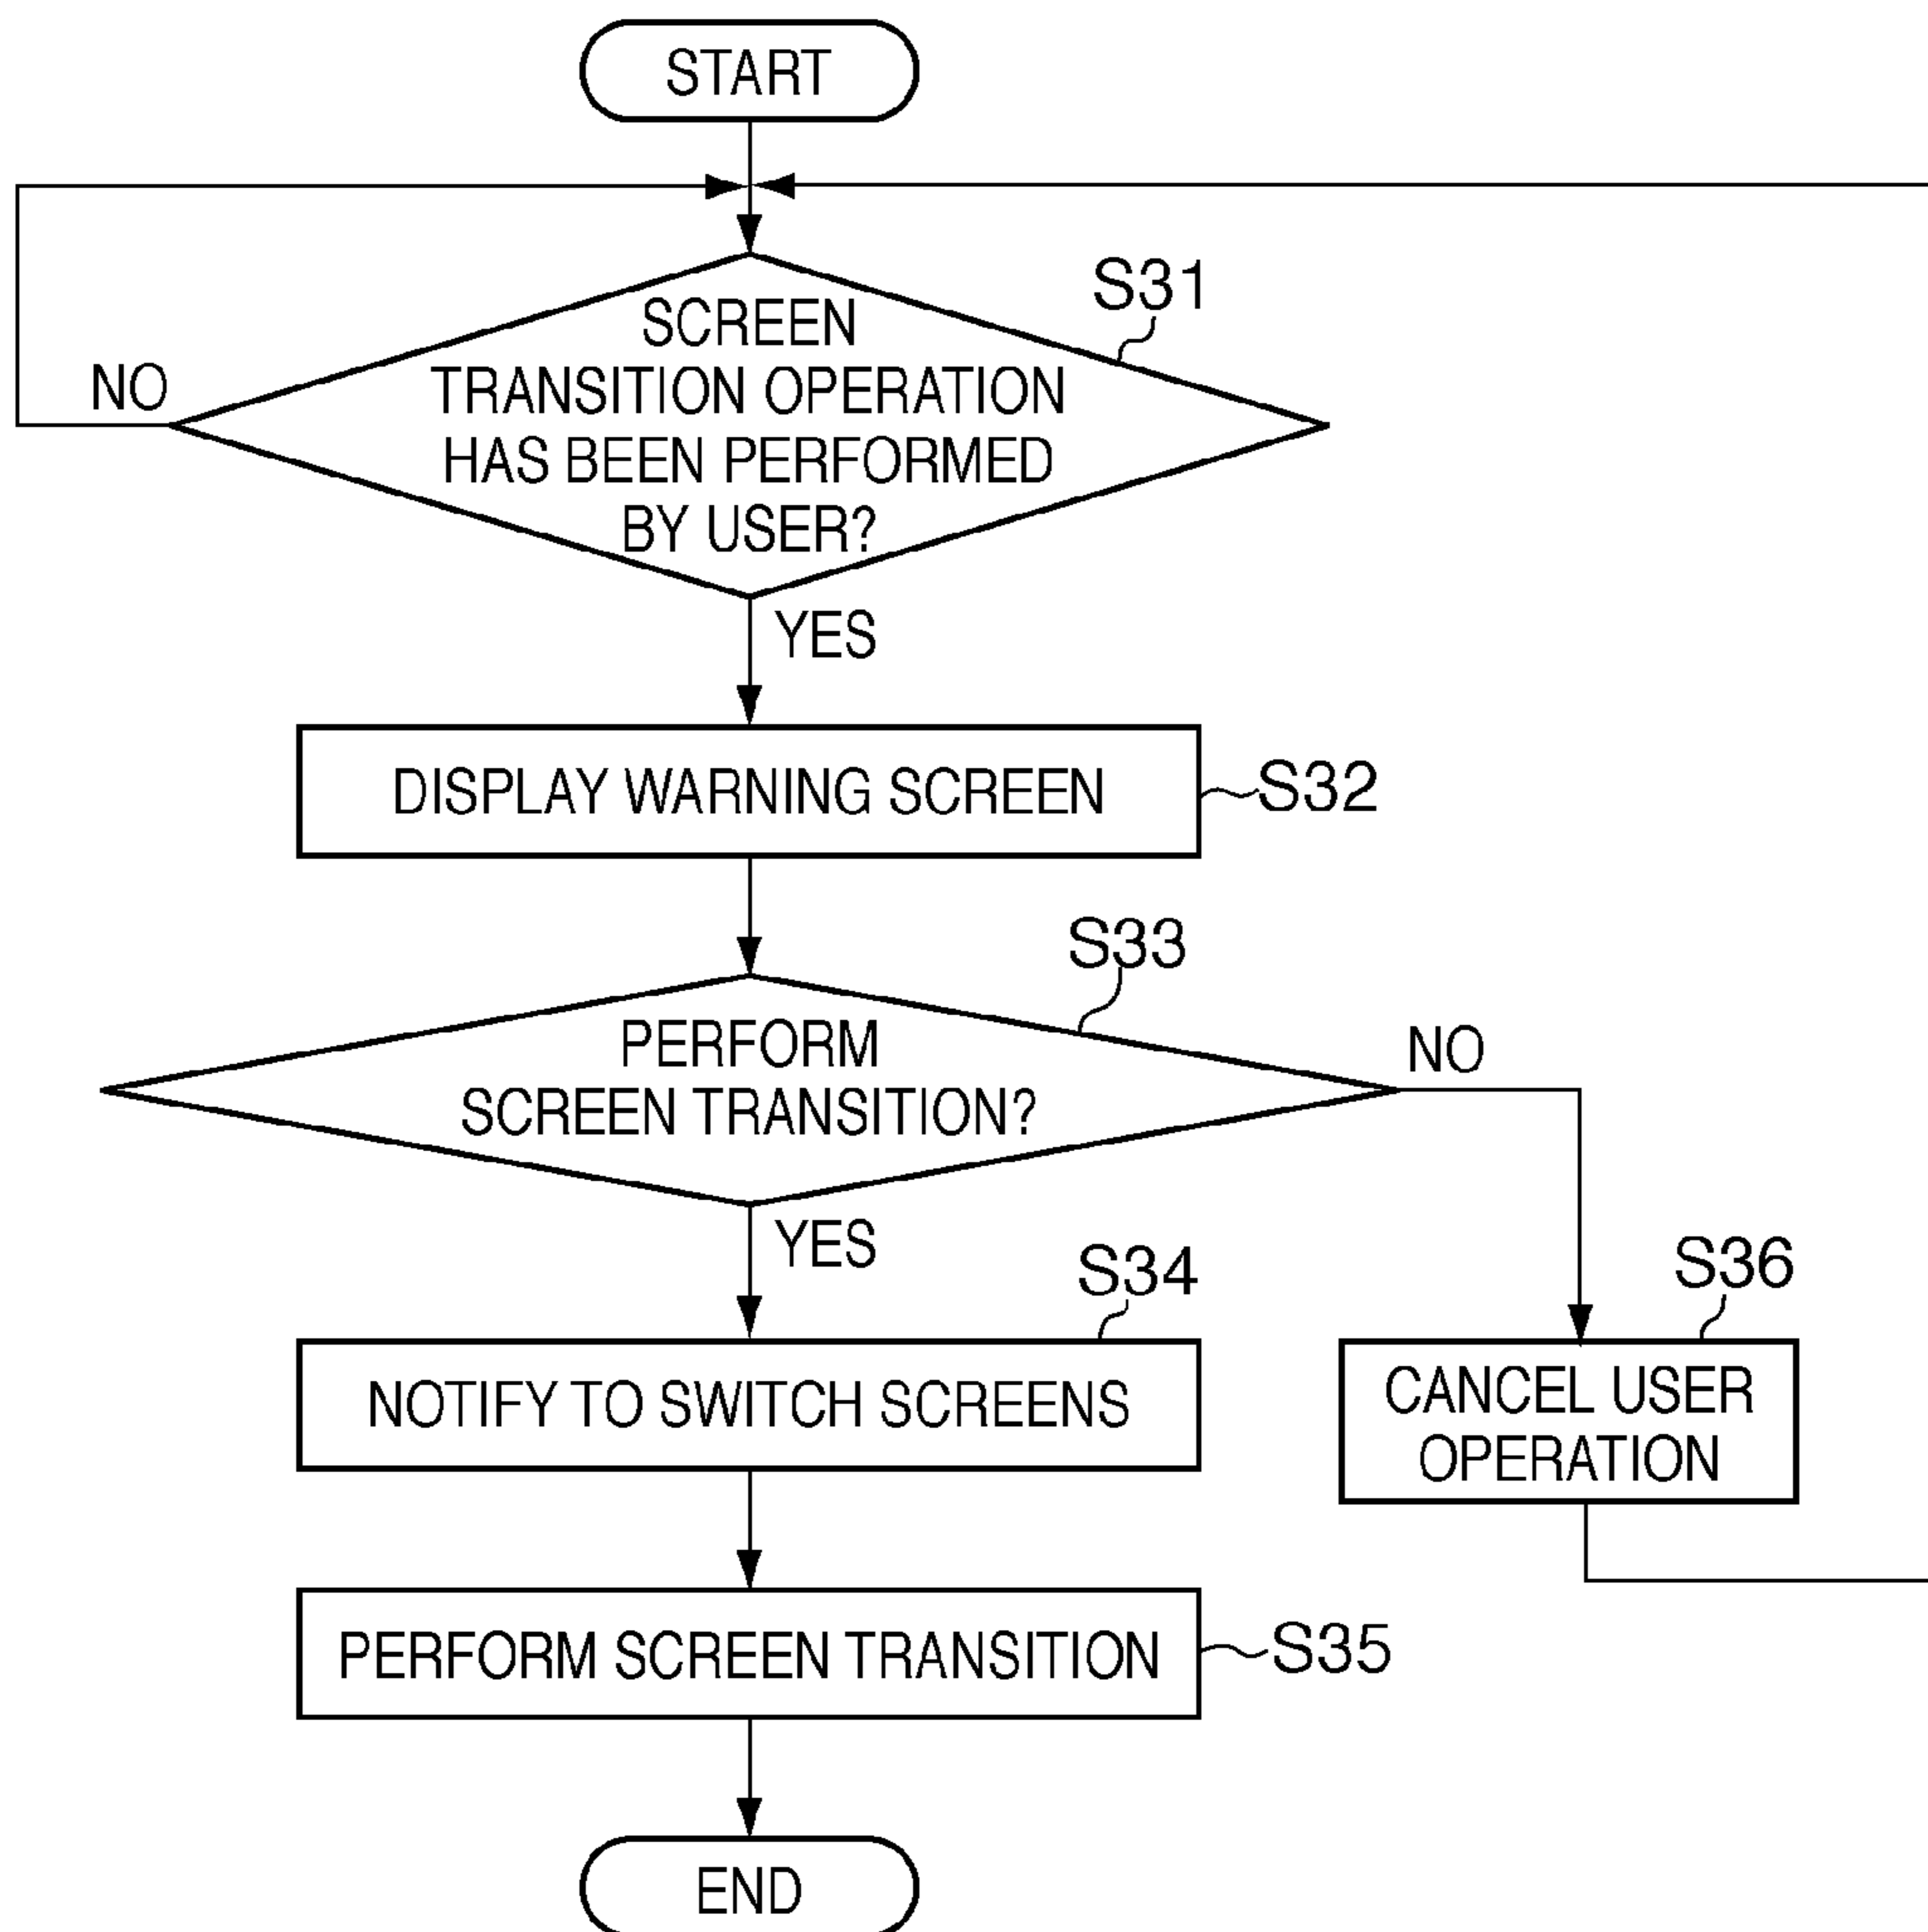 START
S31
SCREEN
TRANSITION OPERATION
HAS BEEN PERFORMED
BY USER?
NO
YES
DISPLAY WARNING SCREEN
S32
S33
PERFORM
SCREEN TRANSITION?
NO
YES
S34
NOTIFY TO SWITCH SCREENS
S36
CANCEL USER
OPERATION
PERFORM SCREEN TRANSITION
S35
END